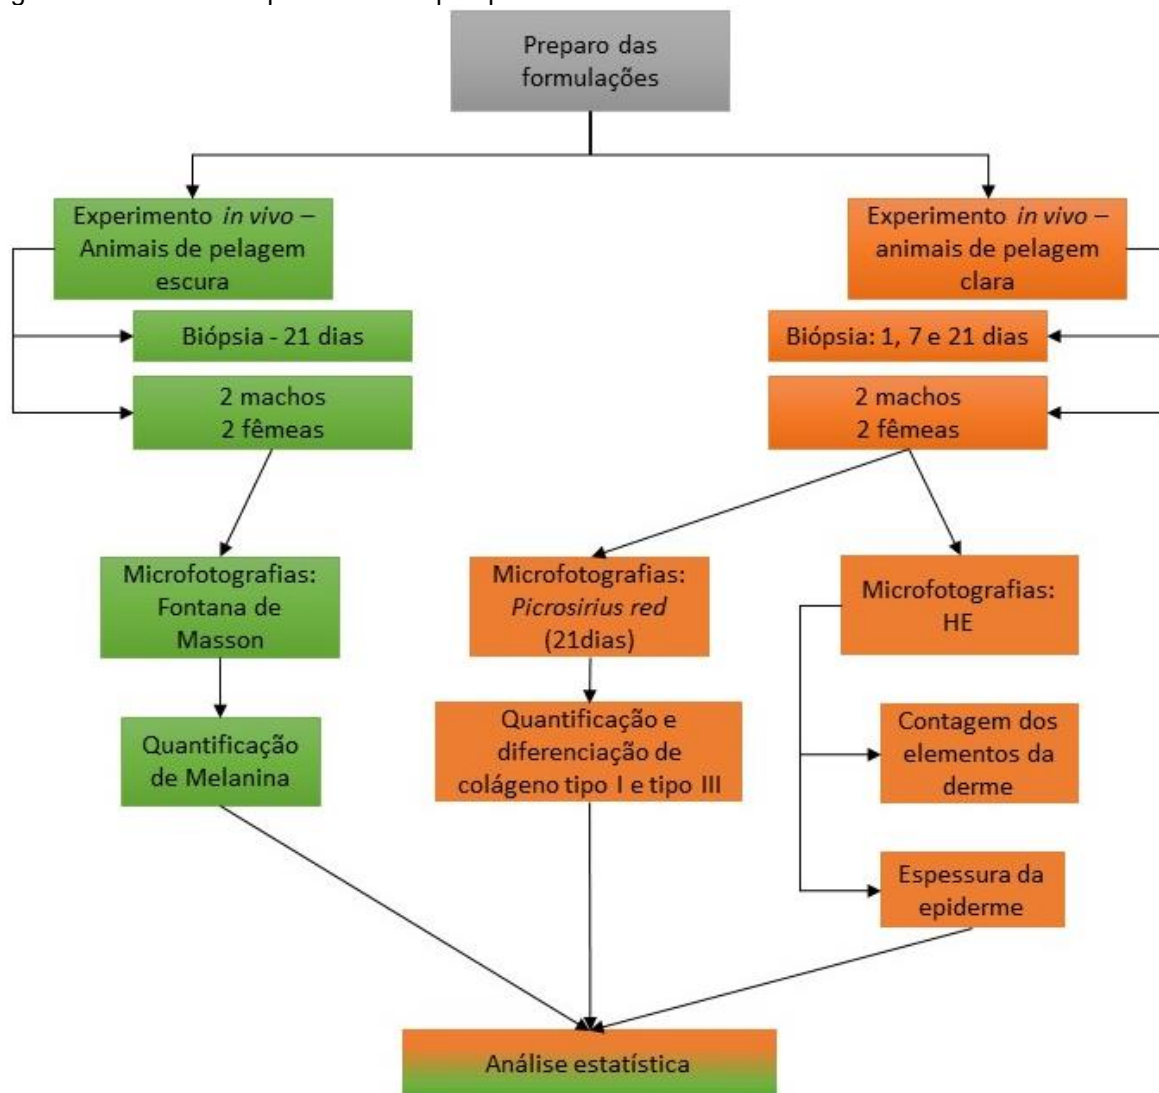 Preparo das
formulações
Experimento in vivo –
Animais de pelagem
escura
Biópsia - 21 dias
2 machos
2 fêmeas
Microfotografias:
Fontana de
Masson
Quantificação
de Melanina
Experimento in vivo –
animais de pelagem
clara
Biópsia: 1, 7 e 21 dias
2 machos
2 fêmeas
Microfotografias:
Picrosirius red
(21dias)
Quantificação e
diferenciação de
colágeno tipo I e tipo III
Microfotografias:
HE
Contagem dos
elementos da
derme
Espessura da
epiderme
Análise estatística